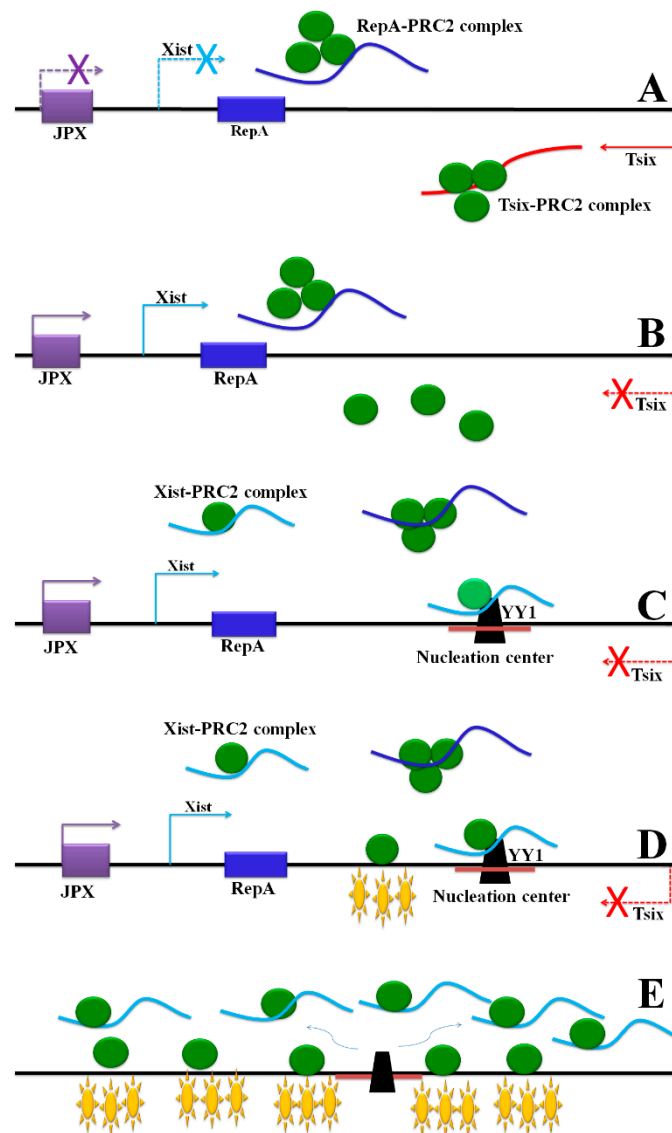 RepA-PRC2 complex
Xist
X
X
A
JPX
RepA
Tsix
Tsix-PRC2 complex
Xist
B
JPX
RepA
X
Tsix
Xist-PRC2 complex
Xist
YY1
C
JPX
RepA
Nucleation center
X
Tsix
Xist-PRC2 complex
Xist
YY1
D
JPX
RepA
Nucleation center
X
Tsix
E